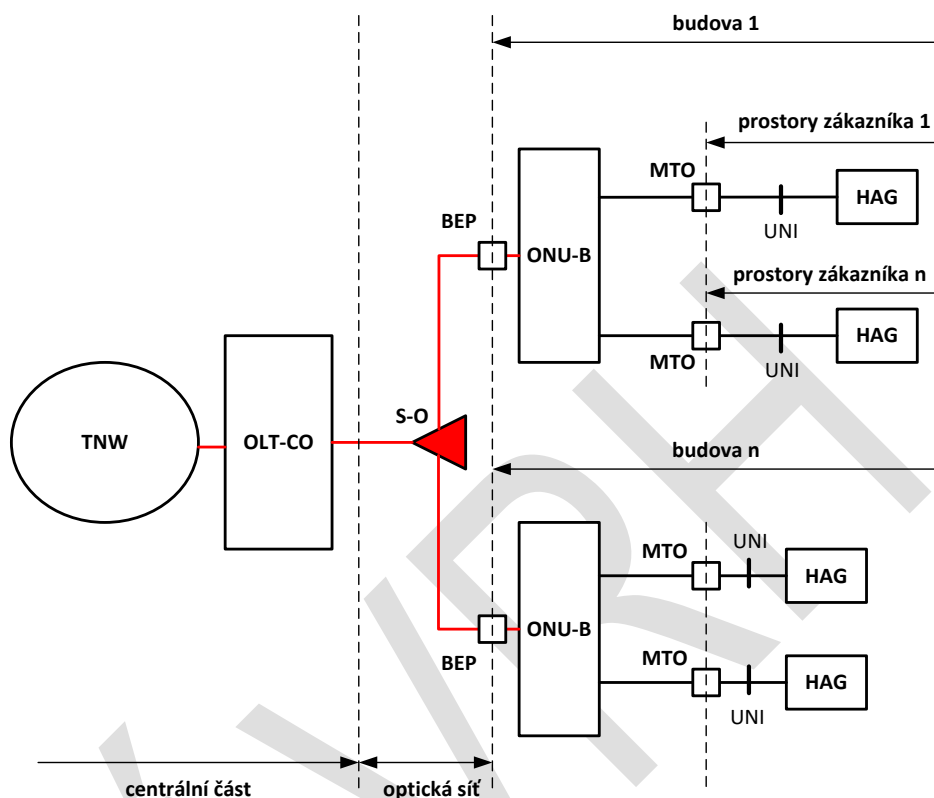 budova 1
prostory zákazníka 1
MTO
HAG
BEP
UNI
ONU-B
prostory zákazníka n
HAG
MTO
UNI
S-O
TNW
OLT-CO
budova n
UNI
MTO
HAG
ONU-B
BEP
MTO
HAG
UNI
centrální část
optická síť